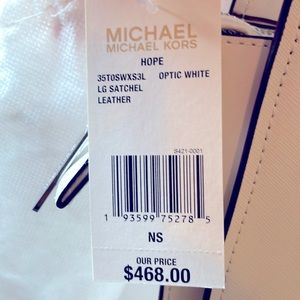 MICHAEL
MICHAEL KORS
HOPE
35T0SWXS3L OPTIC WHITE
LG SATCHEL
LEATHER
S421-0001
1 93599 75278 5
NS
OUR PRICE
$468.00